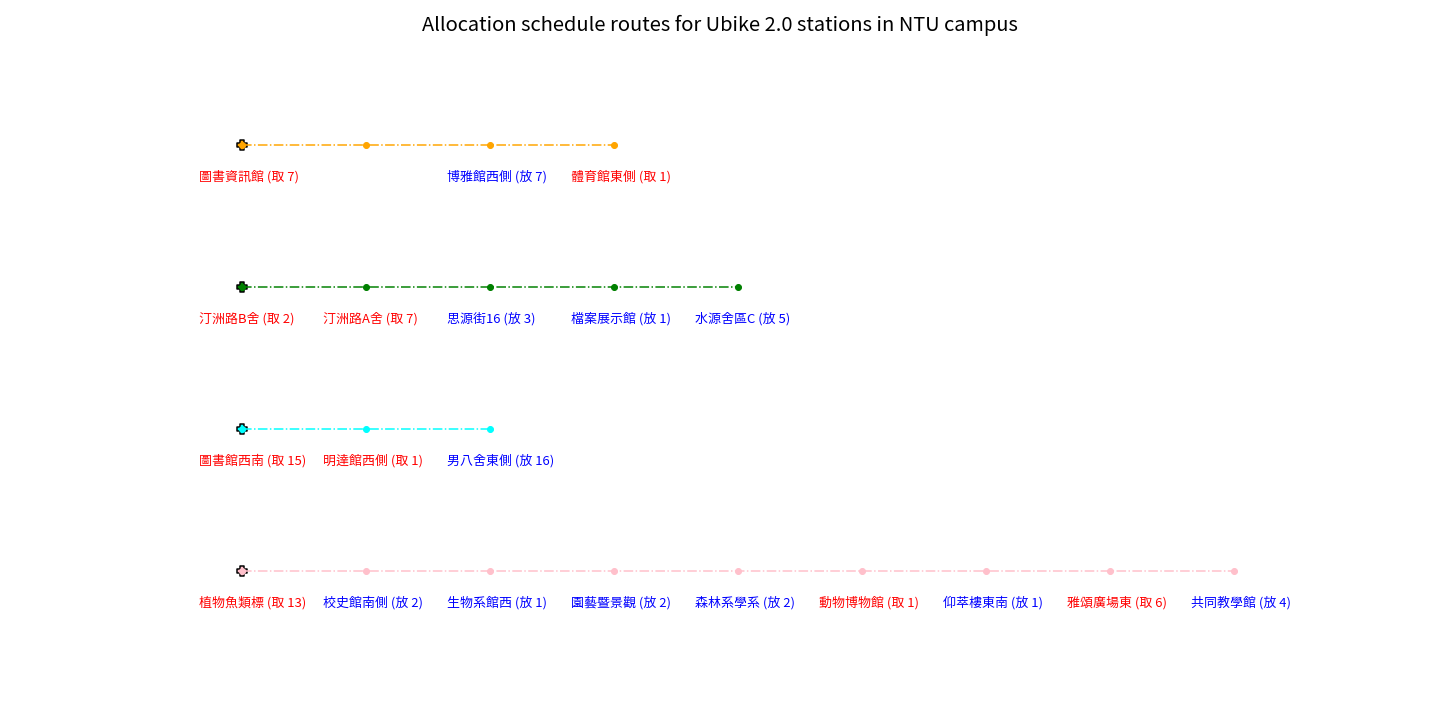 Allocation schedule routes for Ubike 2.0 stations in NTU campus
圖書資訊館 (取 7) 博雅館西側 (放 7) 體育館東側 (取 1)
汀洲路B舍 (取 2) 汀洲路A舍 (取 7) 思源街16 (放 3) 檔案展示館 (放 1) 水源舍區C (放 5)
圖書館西南 (取 15) 明達館西側 (取 1) 男八舍東側 (放 16)
植物魚類標 (取 13) 校史館南側 (放 2) 生物系館西 (放 1) 園藝暨景觀 (放 2) 森林系學系 (放 2) 動物博物館 (取 1) 仰萃樓東南 (放 1) 雅頌廣場東 (取 6) 共同教學館 (放 4)